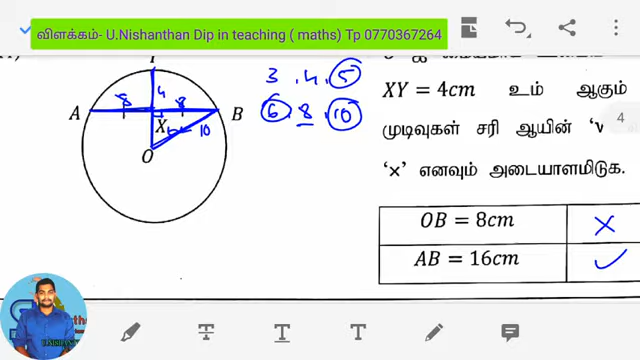 விளக்கம்- U.Nishanthan Dip in teaching ( maths) Tp 0770367264
3 .4 .5
6 . 8 . 10
XY = 4cm உம் ஆகும்
முடிவுகள் சரி ஆயின்
‘x’ எனவும் அடையாளமிடுக.
4
A 8 4 8 B
X 6 10
O
OB = 8cm ×
AB = 16cm ✓